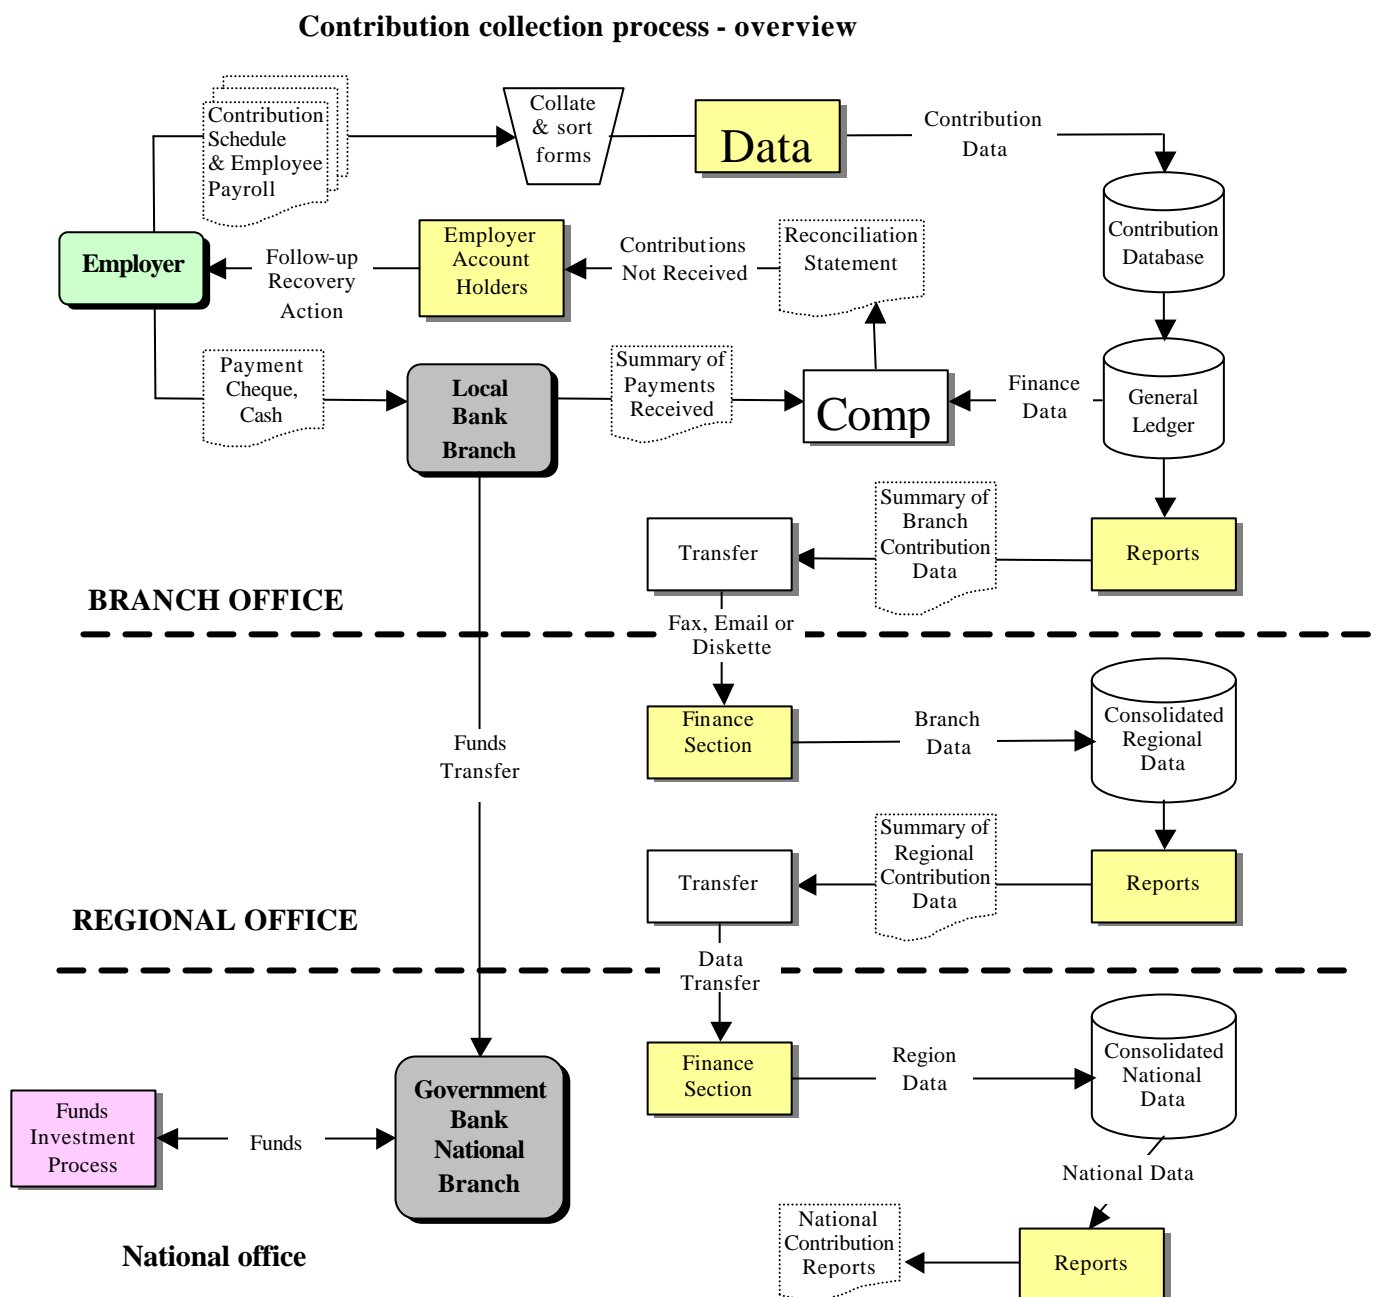 Contribution collection process - overview
Contribution
Schedule
& Employee
Payroll
Collate
& sort
forms
Data
Contribution
Data
Contribution
Database
Employer
Follow-up
Recovery
Action
Employer
Account
Holders
Contributions
Not Received
Reconciliation
Statement
Payment
Cheque,
Cash
Local
Bank
Branch
Summary of
Payments
Received
Comp
Finance
Data
General
Ledger
Transfer
Summary of
Branch
Contribution
Data
Reports
BRANCH OFFICE
Fax, Email or
Diskette
Funds
Transfer
Finance
Section
Branch
Data
Consolidated
Regional
Data
Transfer
Summary of
Regional
Contribution
Data
Reports
REGIONAL OFFICE
Data
Transfer
Finance
Section
Region
Data
Consolidated
National
Data
Funds
Investment
Process
Funds
Government
Bank
National
Branch
National Data
National
Contribution
Reports
Reports
National office